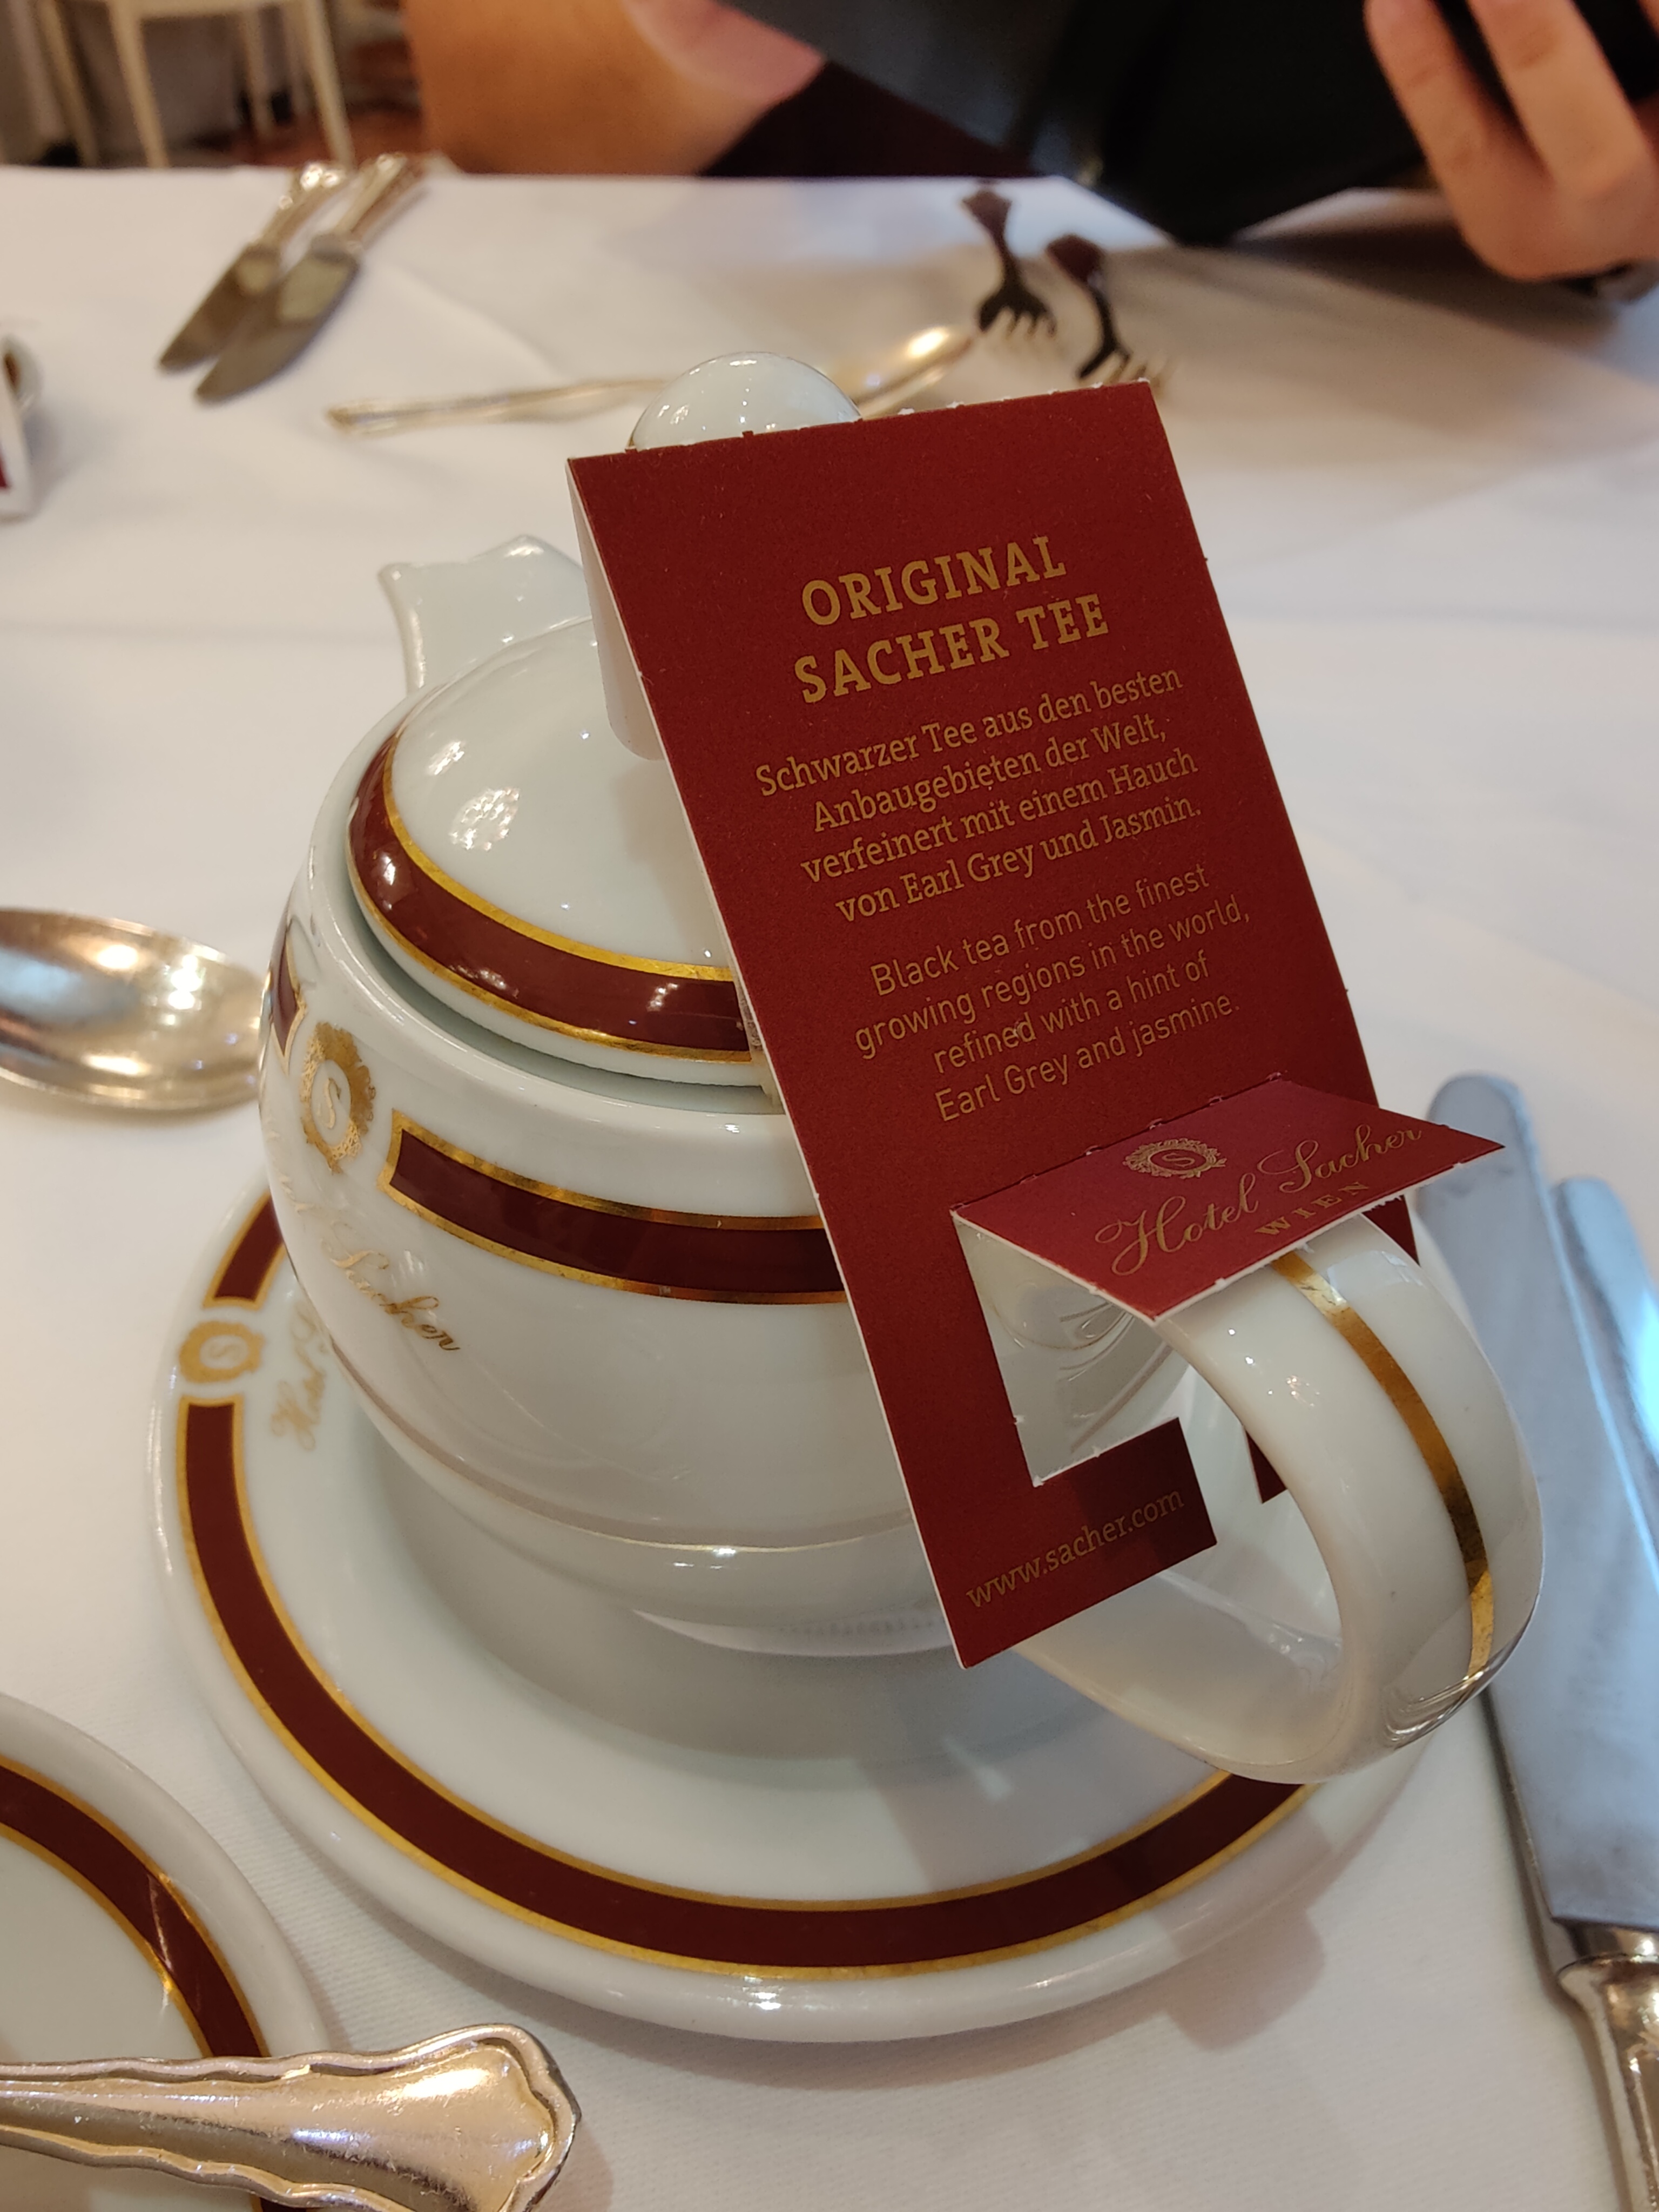 ORIGINAL
SACHER TEE
Schwarzer Tee aus den besten
Anbaugebieten der Welt,
verfeinert mit einem Hauch
von Earl Grey und Jasmin.
Black tea from the finest
growing regions in the world,
refined with a hint of
Earl Grey and jasmine.
S
Hotel Sacher
WIEN
www.sacher.com
S
Sacher
S
Hotel